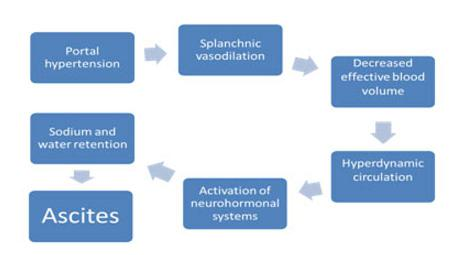 Portal
hypertension
Splanchnic
vasodilation
Decreased
effective blood
volume
Hyperdynamic
circulation
Activation of
neurohormonal
systems
Sodium and
water retention
Ascites